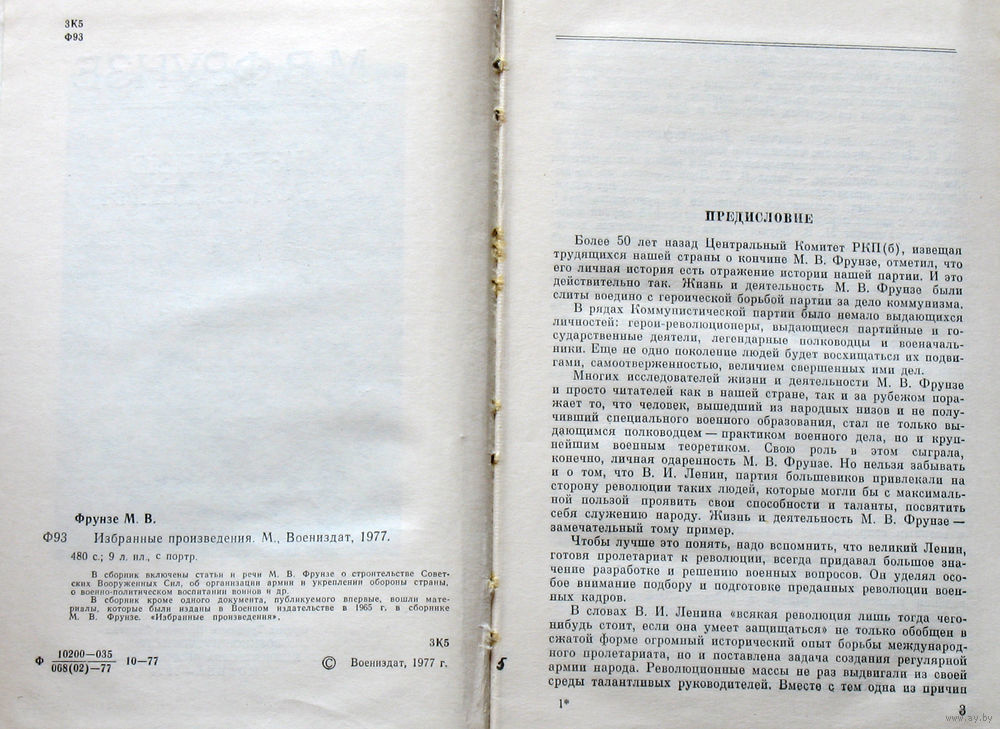 3К5
Ф93
Фрунзе М. В.
Ф93 Избранные произведения. М., Воениздат, 1977.
480 с.; 9 л. ил., с портр.
В сборник включены статьи и речи М. В. Фрунзе о строительстве Совет-
ских Вооруженных Сил, об организации армии и укреплении обороны страны,
о военно-политическом воспитании воинов и др.
В сборник кроме одного документа, публикуемого впервые, вошли мате-
риалы, которые были изданы в Военном издательстве в 1965 г. в сборнике
М. В. Фрунзе. «Избранные произведения».
3К5
Ф 10200—035
068(02)—77 10—77
© Воениздат, 1977 г.
5
ПРЕДИСЛОВИЕ
Более 50 лет назад Центральный Комитет РКП(б), извещая
трудящихся нашей страны о кончине М. В. Фрунзе, отметил, что
его личная история есть отражение истории нашей партии. И это
действительно так. Жизнь и деятельность М. В. Фрунзе были
слиты воедино с героической борьбой партии за дело коммунизма.
В рядах Коммунистической партии было немало выдающихся
личностей: герои-революционеры, выдающиеся партийные и го-
сударственные деятели, легендарные полководцы и военачаль-
ники. Еще не одно поколение людей будет восхищаться их подви-
гами, самоотверженностью, величием свершенных ими дел.
Многих исследователей жизни и деятельности М. В. Фрунзе
и просто читателей как в нашей стране, так и за рубежом пора-
жает то, что человек, вышедший из народных низов и не полу-
чивший специального военного образования, стал не только вы-
дающимся полководцем — практиком военного дела, но и круп-
нейшим военным теоретиком. Свою роль в этом сыграла,
конечно, личная одаренность М. В. Фрунзе. Но нельзя забывать
и о том, что В. И. Ленин, партия большевиков привлекали на
сторону революции таких людей, которые могли бы с максималь-
ной пользой проявить свои способности и таланты, посвятить
себя служению народу. Жизнь и деятельность М. В. Фрунзе —
замечательный тому пример.
Чтобы лучше это понять, надо вспомнить, что великий Ленин,
готовя пролетариат к революции, всегда придавал большое зна-
чение разработке и решению военных вопросов. Он уделял осо-
бое внимание подбору и подготовке преданных революции воен-
ных кадров.
В словах В. И. Ленина «всякая революция лишь тогда чего-
нибудь стоит, если она умеет защищаться» не только обобщен в
сжатой форме огромный исторический опыт борьбы международ-
ного пролетариата, но и поставлена задача создания регулярной
армии народа. Революционные массы не раз выдвигали из своей
среды талантливых руководителей. Вместе с тем одна из причин
1*
3
www.ay.by